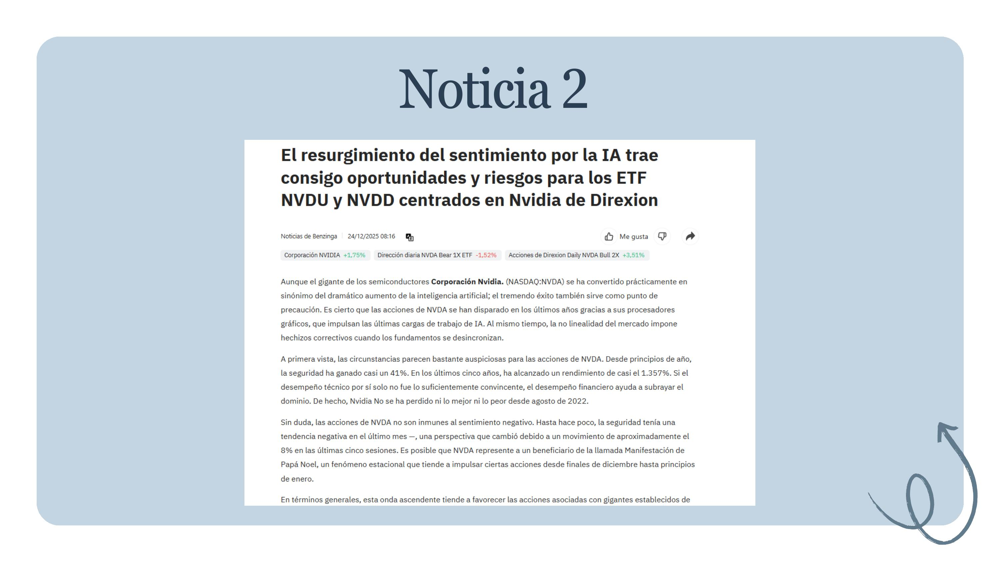 Noticia 2
El resurgimiento del sentimiento por la IA trae
consigo oportunidades y riesgos para los ETF
NVDU y NVDD centrados en Nvidia de Direxion
Noticias de Benzinga 24/12/2025 08:16 Me gusta
Corporación NVIDIA +1,75% Dirección diaria NVDA Bear 1X ETF -1,52% Acciones de Direxion Daily NVDA Bull 2X +3,51%
Aunque el gigante de los semiconductores Corporación Nvidia. (NASDAQ:NVDA) se ha convertido prácticamente en
sinónimo del dramático aumento de la inteligencia artificial; el tremendo éxito también sirve como punto de
precaución. Es cierto que las acciones de NVDA se han disparado en los últimos años gracias a sus procesadores
gráficos, que impulsan las últimas cargas de trabajo de IA. Al mismo tiempo, la no linealidad del mercado impone
hechizos correctivos cuando los fundamentos se desincronizan.
A primera vista, las circunstancias parecen bastante auspiciosas para las acciones de NVDA. Desde principios de año,
la seguridad ha ganado casi un 41%. En los últimos cinco años, ha alcanzado un rendimiento de casi el 1.357%. Si el
desempeño técnico por sí solo no fue lo suficientemente convincente, el desempeño financiero ayuda a subrayar el
dominio. De hecho, Nvidia No se ha perdido ni lo mejor ni lo peor desde agosto de 2022.
Sin duda, las acciones de NVDA no son inmunes al sentimiento negativo. Hasta hace poco, la seguridad tenía una
tendencia negativa en el último mes —, una perspectiva que cambió debido a un movimiento de aproximadamente el
8% en las últimas cinco sesiones. Es posible que NVDA represente a un beneficiario de la llamada Manifestación de
Papá Noel, un fenómeno estacional que tiende a impulsar ciertas acciones desde finales de diciembre hasta principios
de enero.
En términos generales, esta onda ascendente tiende a favorecer las acciones asociadas con gigantes establecidos de